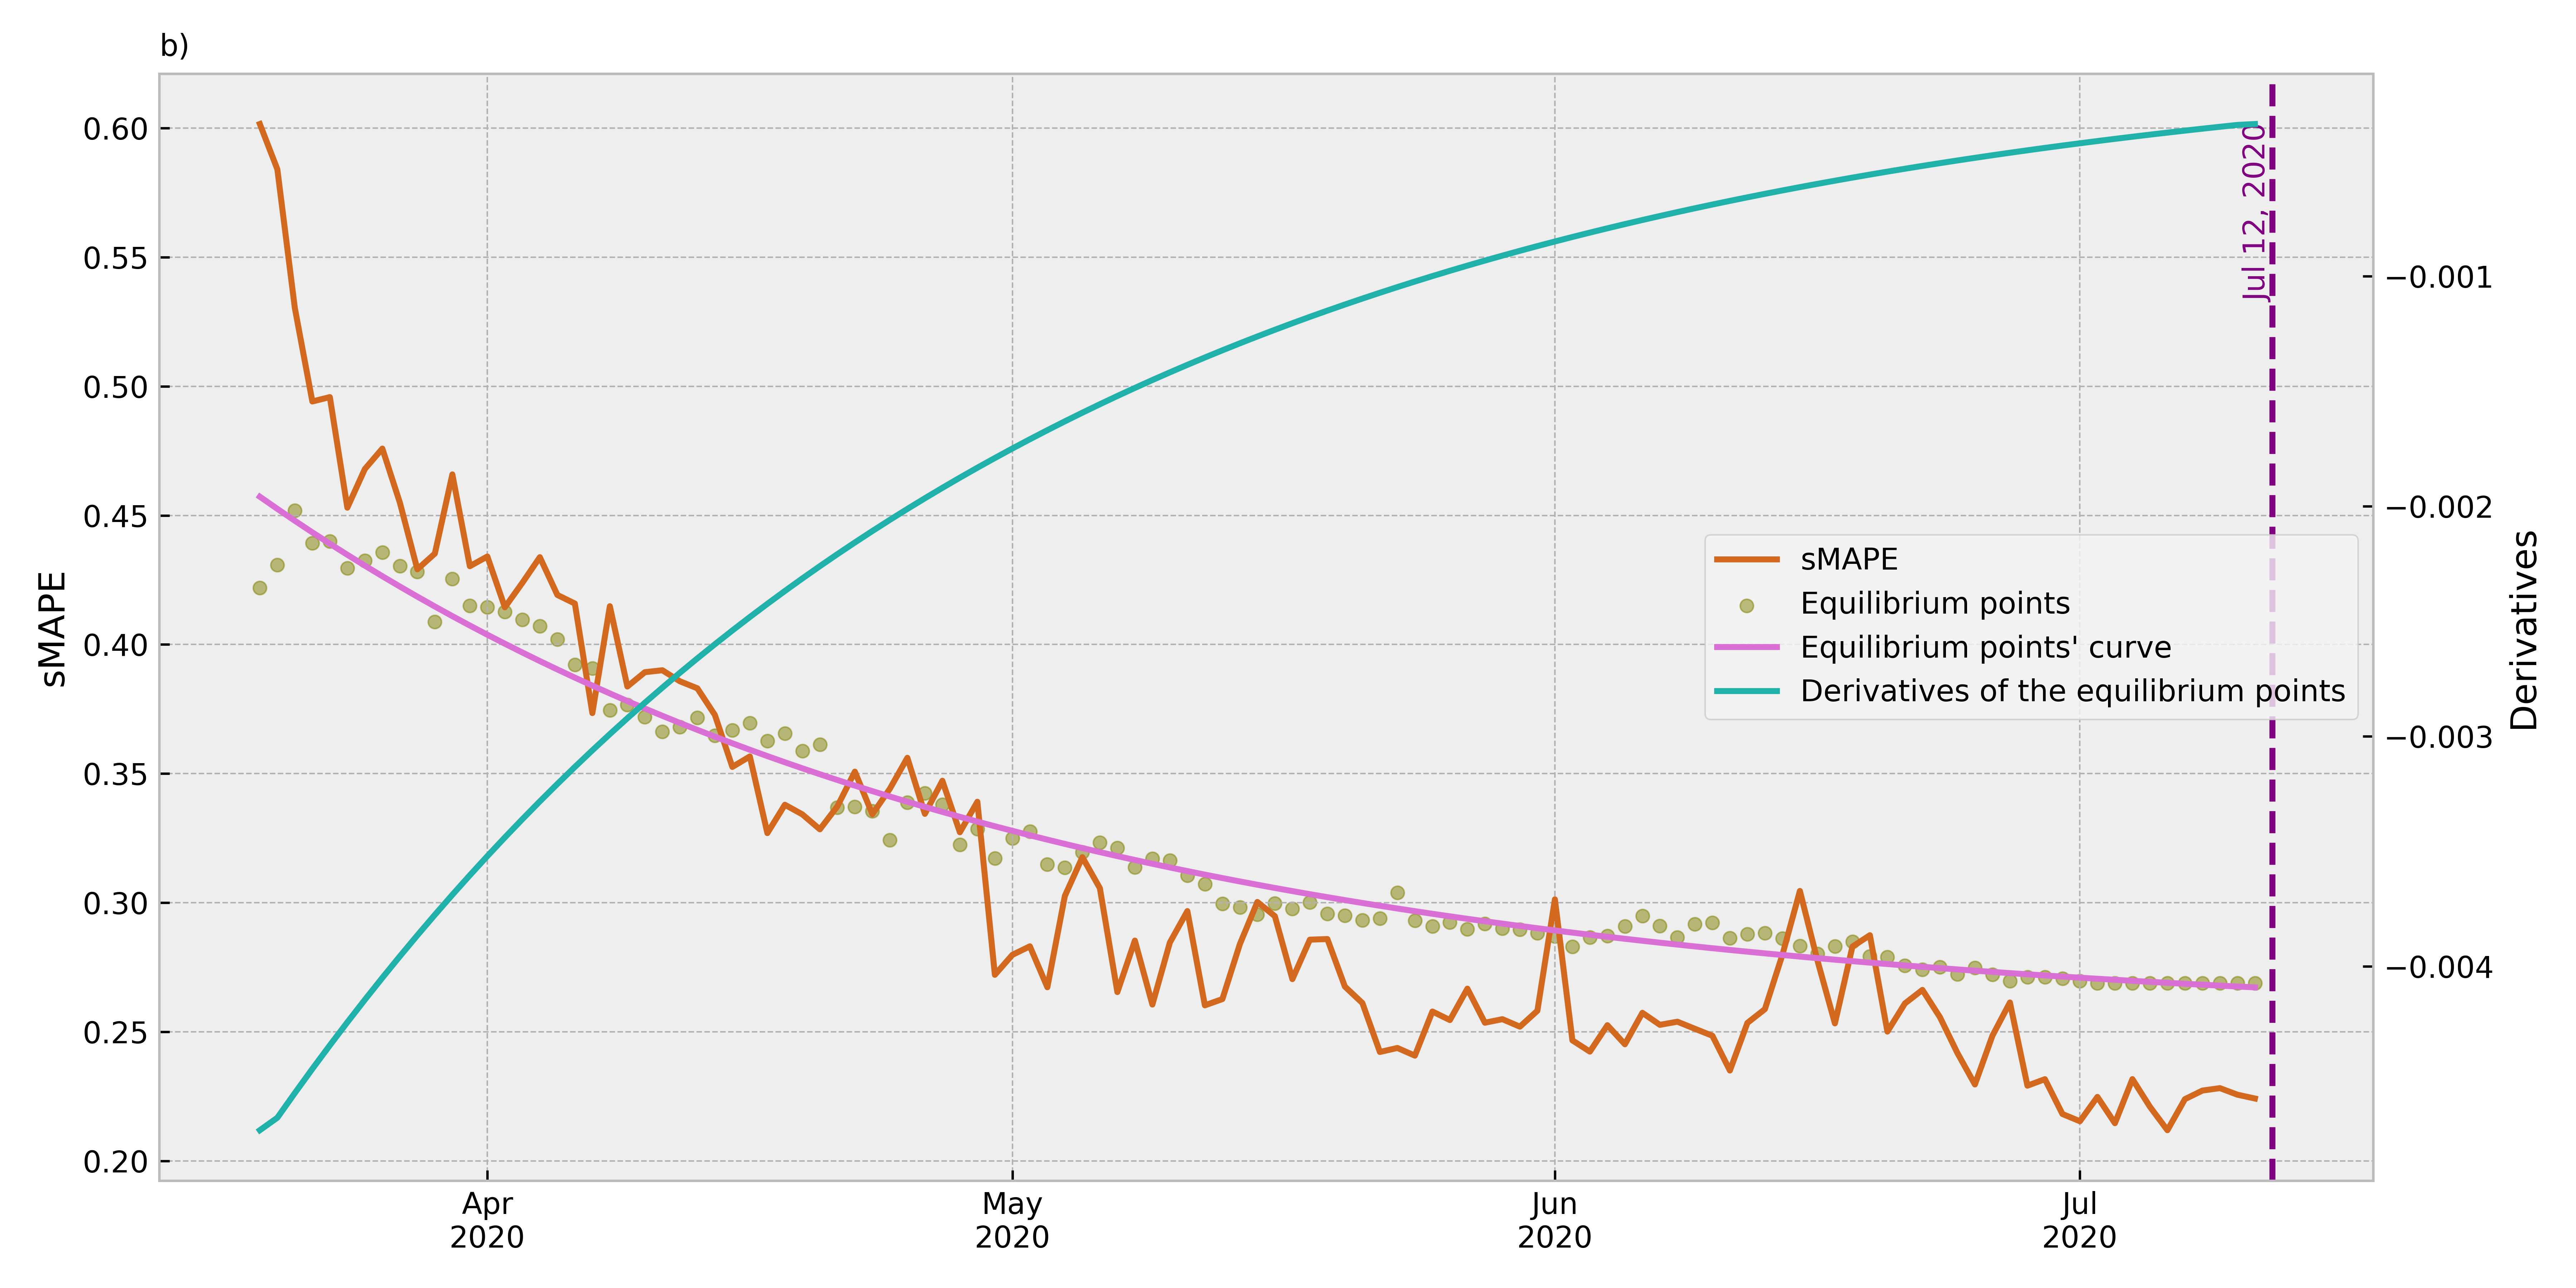 b)
0.60
0.55
0.50
0.45
0.40
0.35
0.30
0.25
0.20
sMAPE
Apr
2020
May
2020
Jun
2020
Jul
2020
Jul 12, 2020
sMAPE
Equilibrium points
Equilibrium points' curve
Derivatives of the equilibrium points
−0.001
−0.002
−0.003
−0.004
Derivatives